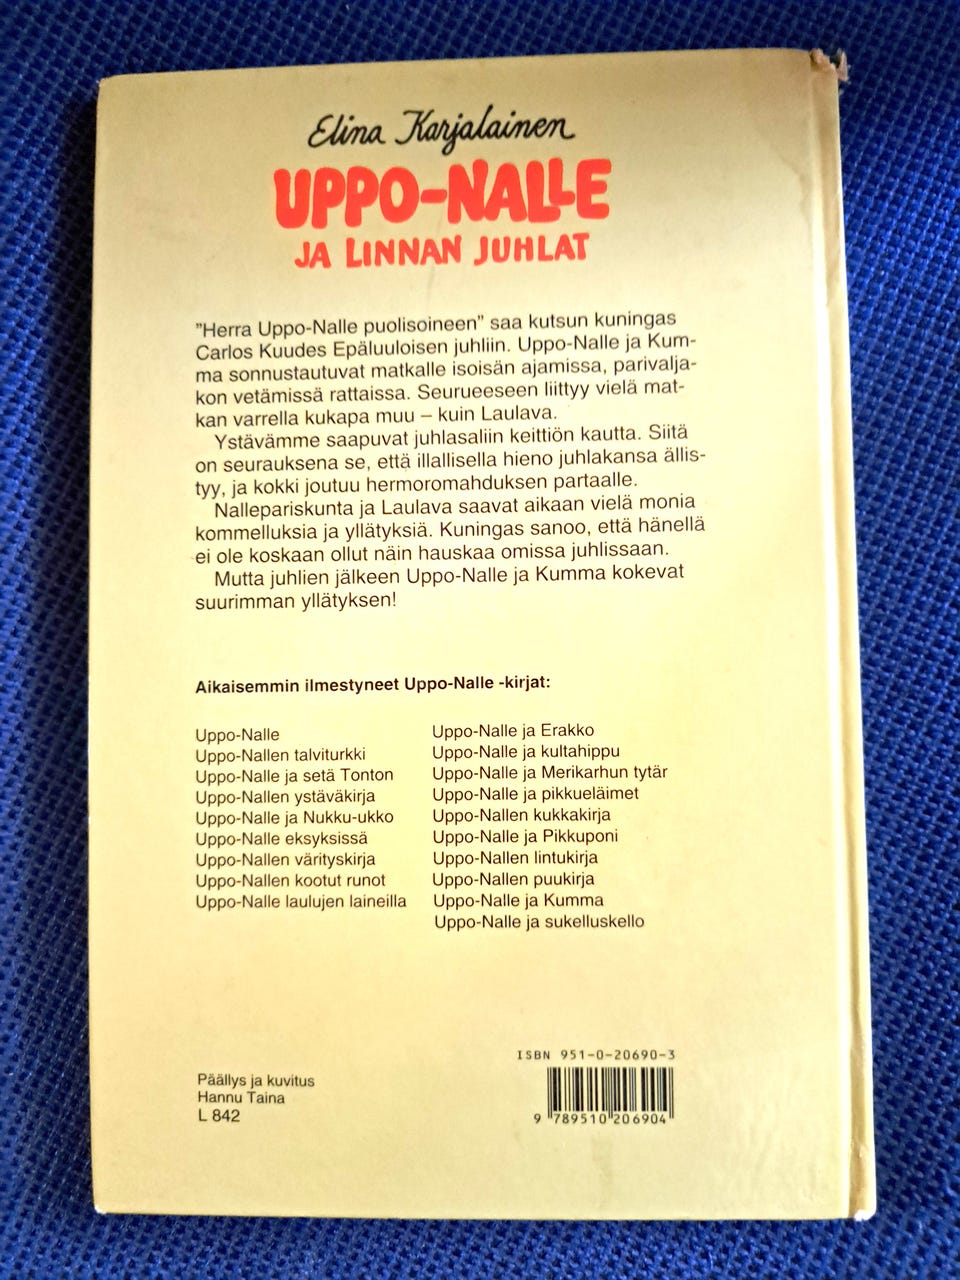 Elina Karjalainen
UPPO-NALLE
JA LINNAN JUHLAT
"Herra Uppo-Nalle puolisoineen" saa kutsun kuningas
Carlos Kuudes Epäluuloisen juhliin. Uppo-Nalle ja Kum-
ma sonnustautuvat matkalle isoisän ajamissa, parivalja-
kon vetämissä rattaissa. Seurueeseen liittyy vielä mat-
kan varrella kukapa muu – kuin Laulava.
Ystävämme saapuvat juhlasaliin keittiön kautta. Siitä
on seurauksena se, että illallisella hieno juhlakansa ällis-
tyy, ja kokki joutuu hermoromahduksen partaalle.
Nallepariskunta ja Laulava saavat aikaan vielä monia
kommelluksia ja yllätyksiä. Kuningas sanoo, että hänellä
ei ole koskaan ollut näin hauskaa omissa juhlissaan.
Mutta juhlien jälkeen Uppo-Nalle ja Kumma kokevat
suurimman yllätyksen!
Aikaisemmin ilmestyneet Uppo-Nalle -kirjat:
Uppo-Nalle
Uppo-Nallen talviturkki
Uppo-Nalle ja setä Tonton
Uppo-Nallen ystäväkirja
Uppo-Nalle ja Nukku-ukko
Uppo-Nalle eksyksissä
Uppo-Nallen värityskirja
Uppo-Nallen kootut runot
Uppo-Nalle laulujen laineilla
Uppo-Nalle ja Erakko
Uppo-Nalle ja kultahippu
Uppo-Nalle ja Merikarhun tytär
Uppo-Nalle ja pikkueläimet
Uppo-Nallen kukkakirja
Uppo-Nalle ja Pikkuponi
Uppo-Nallen lintukirja
Uppo-Nallen puukirja
Uppo-Nalle ja Kumma
Uppo-Nalle ja sukelluskello
Päällys ja kuvitus
Hannu Taina
L 842
ISBN 951-0-20690-3
9 789510 206904